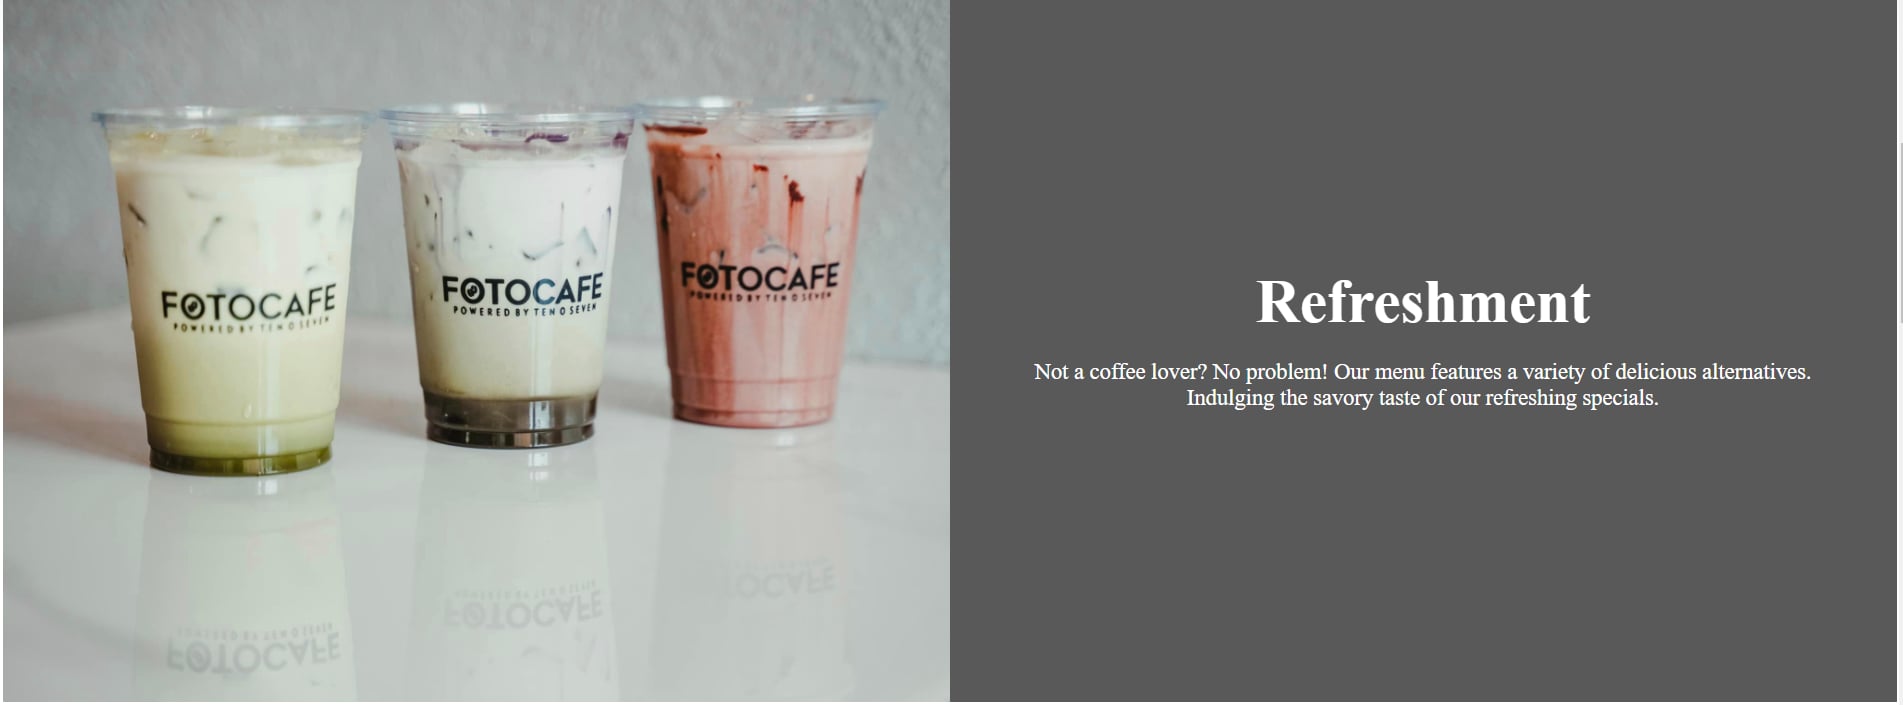 FOTOCAFE
POWERED BY TEN O SEVEN
FOTOCAFE
POWERED BY TEN O SEVEN
FOTOCAFE
POWERED BY TEN O SEVEN
Refreshment
Not a coffee lover? No problem! Our menu features a variety of delicious alternatives.
Indulging the savory taste of our refreshing specials.